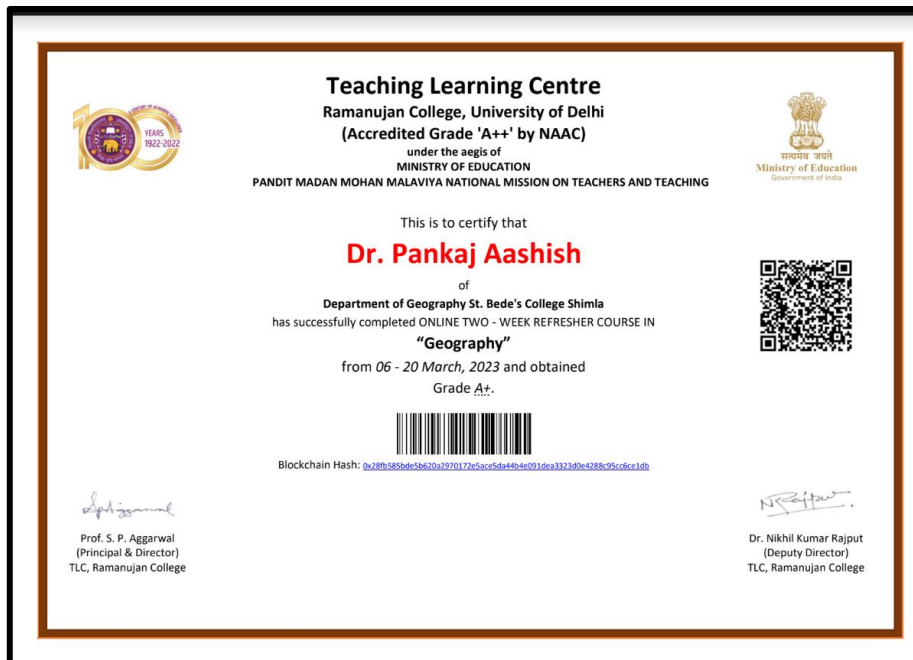 Teaching Learning Centre
Ramanujan College, University of Delhi
(Accredited Grade 'A++' by NAAC)
under the aegis of
MINISTRY OF EDUCATION
PANDIT MADAN MOHAN MALAVIYA NATIONAL MISSION ON TEACHERS AND TEACHING
A CENTURY OF ACADEMIC EXCELLENCE
YEARS
1922-2022
सत्यमेव जयते
Ministry of Education
Government of India
This is to certify that
Dr. Pankaj Aashish
of
Department of Geography St. Bede's College Shimla
has successfully completed ONLINE TWO - WEEK REFRESHER COURSE IN
“Geography”
from 06 - 20 March, 2023 and obtained
Grade A+.
Blockchain Hash: 0x28fb585bde5b620a2970172e5ace5da44b4e091dea3323d0e4288c95cc6ce1db
Prof. S. P. Aggarwal
(Principal & Director)
TLC, Ramanujan College
Dr. Nikhil Kumar Rajput
(Deputy Director)
TLC, Ramanujan College